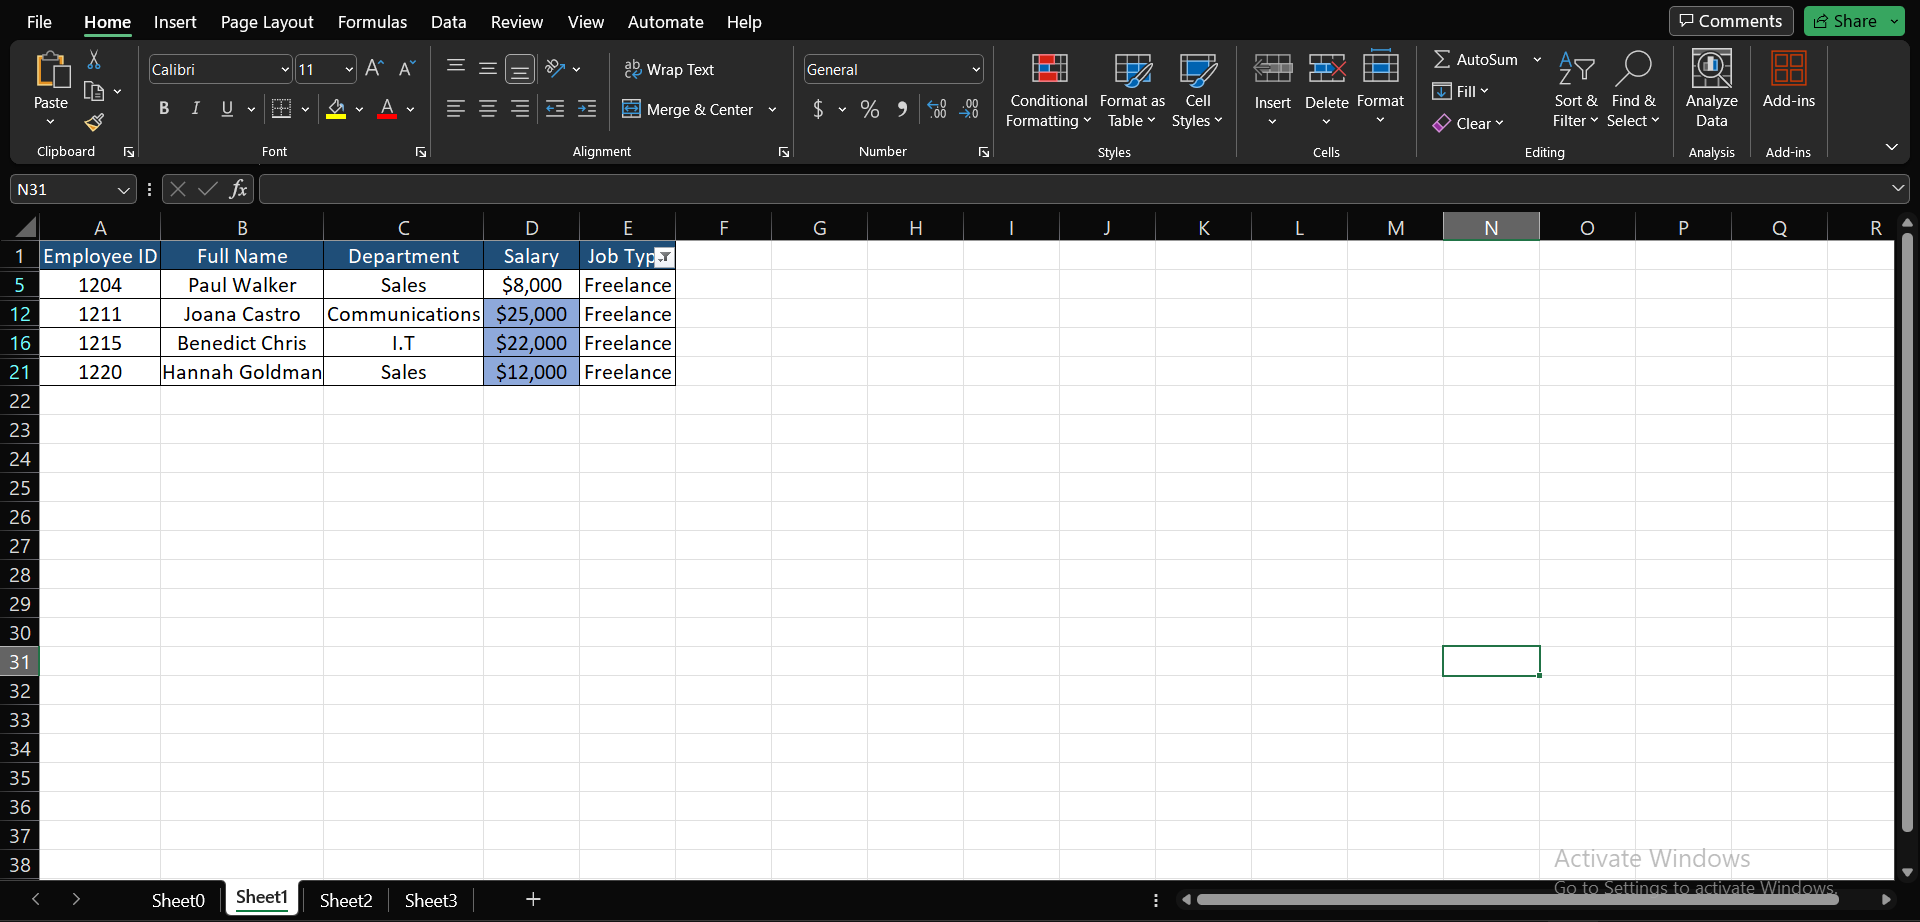 File Home Insert Page Layout Formulas Data Review View Automate Help Comments Share
Paste
Clipboard
Calibri 11
B I U
Font
Wrap Text
Merge & Center
Alignment
General
$ % 9
Number
Conditional Formatting
Format as Table
Cell Styles
Styles
Insert Delete Format
Cells
AutoSum
Fill
Clear
Sort & Filter
Find & Select
Editing
Analyze Data
Analysis
Add-ins
Add-ins
N31 fx
A B C D E F G H I J K L M N O P Q R
1 Employee ID Full Name Department Salary Job Typ
5 1204 Paul Walker Sales $8,000 Freelance
12 1211 Joana Castro Communications $25,000 Freelance
16 1215 Benedict Chris I.T $22,000 Freelance
21 1220 Hannah Goldman Sales $12,000 Freelance
22
23
24
25
26
27
28
29
30
31
32
33
34
35
36
37
38
Activate Windows
Go to Settings to activate Windows.
Sheet0 Sheet1 Sheet2 Sheet3 +